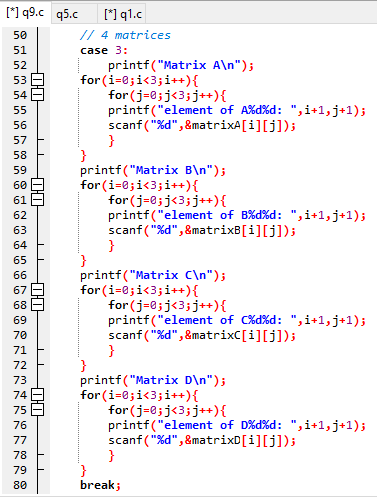 [*] q9.c q5.c [*] q1.c
50 // 4 matrices
51 case 3:
52 printf("Matrix A\n");
53 for(i=0;i<3;i++){
54 for(j=0;j<3;j++){
55 printf("element of A%d%d: ",i+1,j+1);
56 scanf("%d",&matrixA[i][j]);
57 }
58 }
59 printf("Matrix B\n");
60 for(i=0;i<3;i++){
61 for(j=0;j<3;j++){
62 printf("element of B%d%d: ",i+1,j+1);
63 scanf("%d",&matrixB[i][j]);
64 }
65 }
66 printf("Matrix C\n");
67 for(i=0;i<3;i++){
68 for(j=0;j<3;j++){
69 printf("element of C%d%d: ",i+1,j+1);
70 scanf("%d",&matrixC[i][j]);
71 }
72 }
73 printf("Matrix D\n");
74 for(i=0;i<3;i++){
75 for(j=0;j<3;j++){
76 printf("element of D%d%d: ",i+1,j+1);
77 scanf("%d",&matrixD[i][j]);
78 }
79 }
80 break;